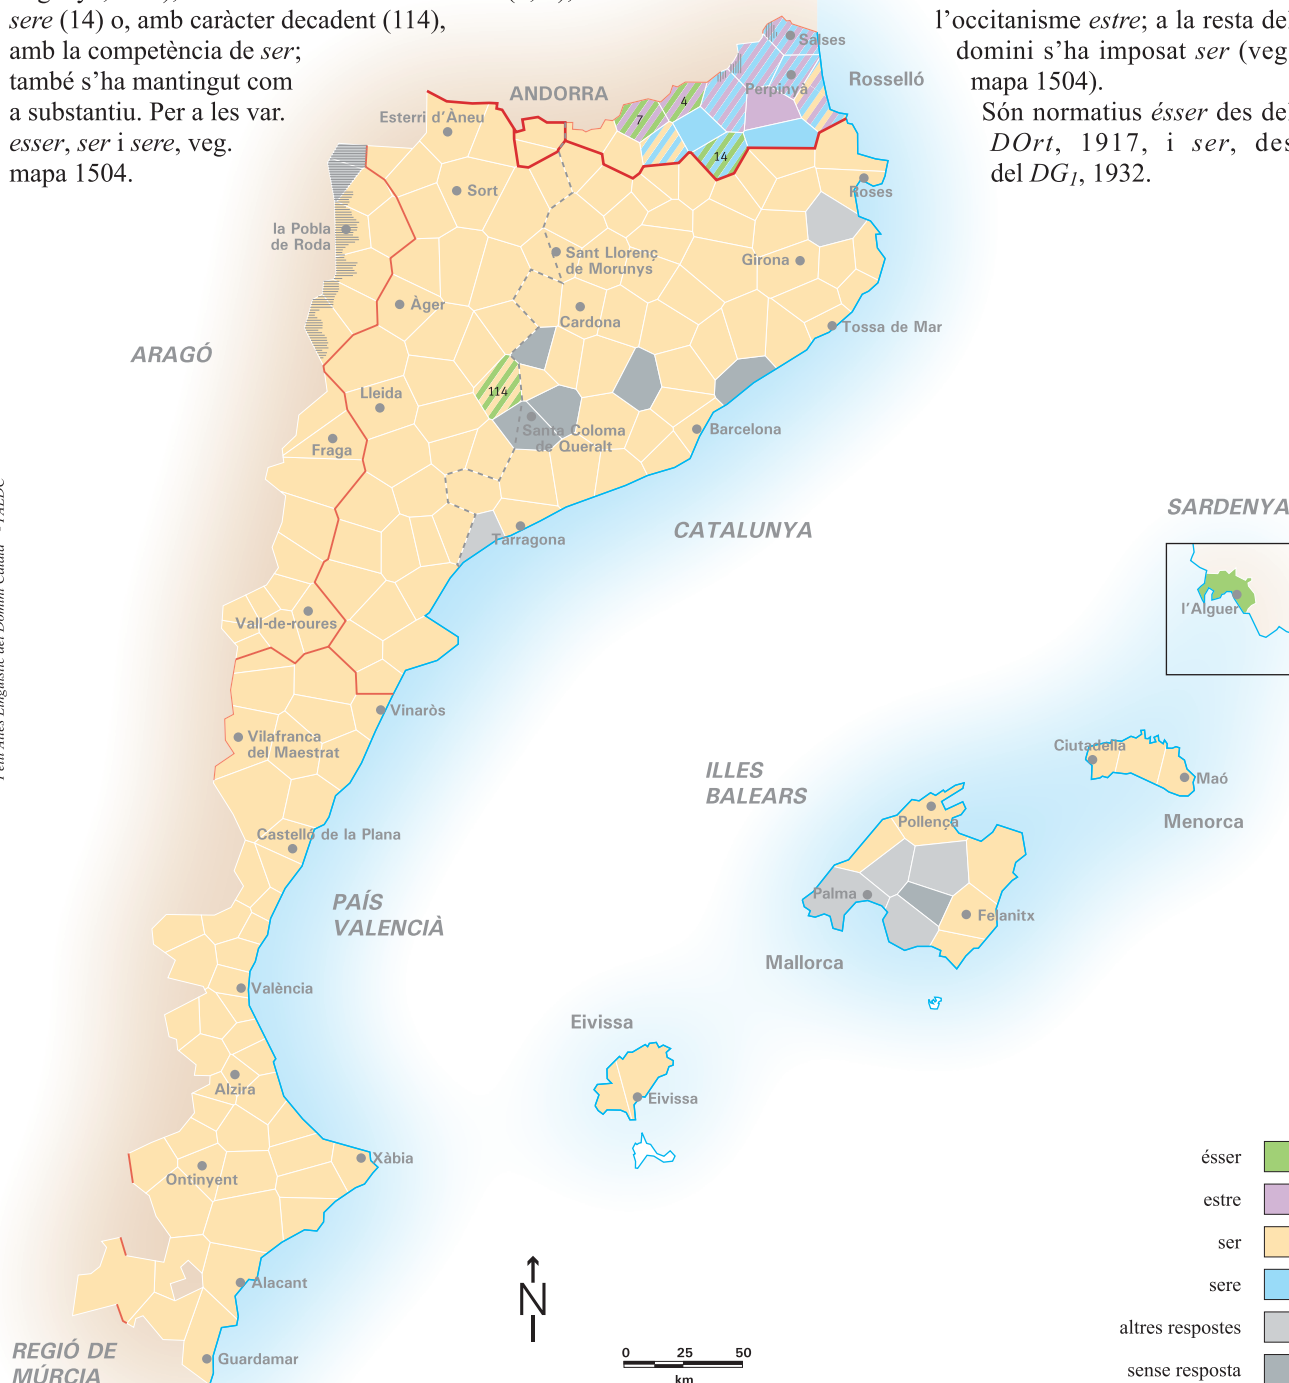 sere (14) o, amb caràcter decadent (114),
amb la competència de ser;
també s'ha mantingut com
a substantiu. Per a les var.
esser, ser i sere, veg.
mapa 1504.
l'occitanisme estre; a la resta del
domini s'ha imposat ser (veg.
mapa 1504).
Són normatius ésser des del
DOrt, 1917, i ser, des
del DG1, 1932.
ANDORRA
Rosselló
Salses
Perpinyà
4
7
14
Esterri d'Àneu
Sort
la Pobla
de Roda
Sant Llorenç
de Morunys
Girona
Roses
Àger
Cardona
Tossa de Mar
ARAGÓ
114
Lleida
Santa Coloma
de Queralt
Barcelona
Fraga
Tarragona
CATALUNYA
SARDENYA
l'Alguer
Vall-de-roures
Vinaròs
Vilafranca
del Maestrat
ILLES
BALEARS
Ciutadella
Maó
Menorca
Castelló de la Plana
Pollença
Palma
Felanitx
Mallorca
PAÍS
VALENCIÀ
València
Eivissa
Eivissa
Alzira
Xàbia
Ontinyent
Alacant
Guardamar
REGIÓ DE
MÚRCIA
N
0 25 50
km
ésser
estre
ser
sere
altres respostes
sense resposta